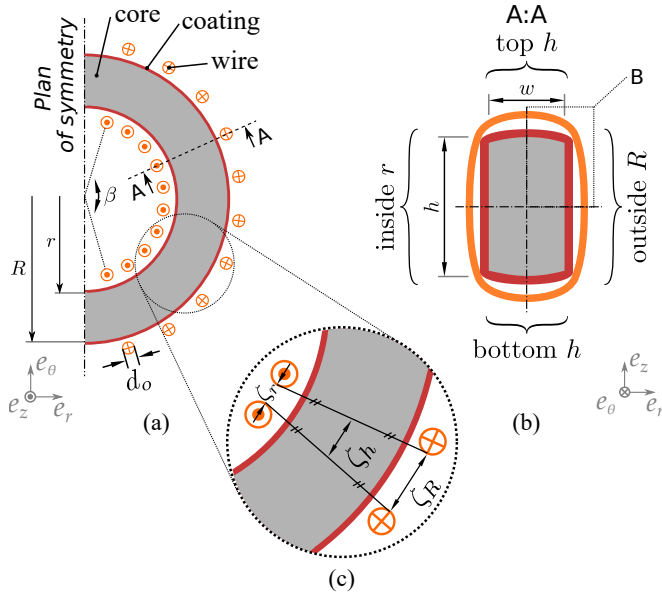 core
coating
wire
Plan
of symmetry
A
A
β
r
R
d₀
e_θ
e_z
e_r
(a)
A:A
top h
B
w
inside r
h
outside R
bottom h
e_z
e_θ
e_r
(b)
ζ_r
ζ_h
ζ_R
(c)